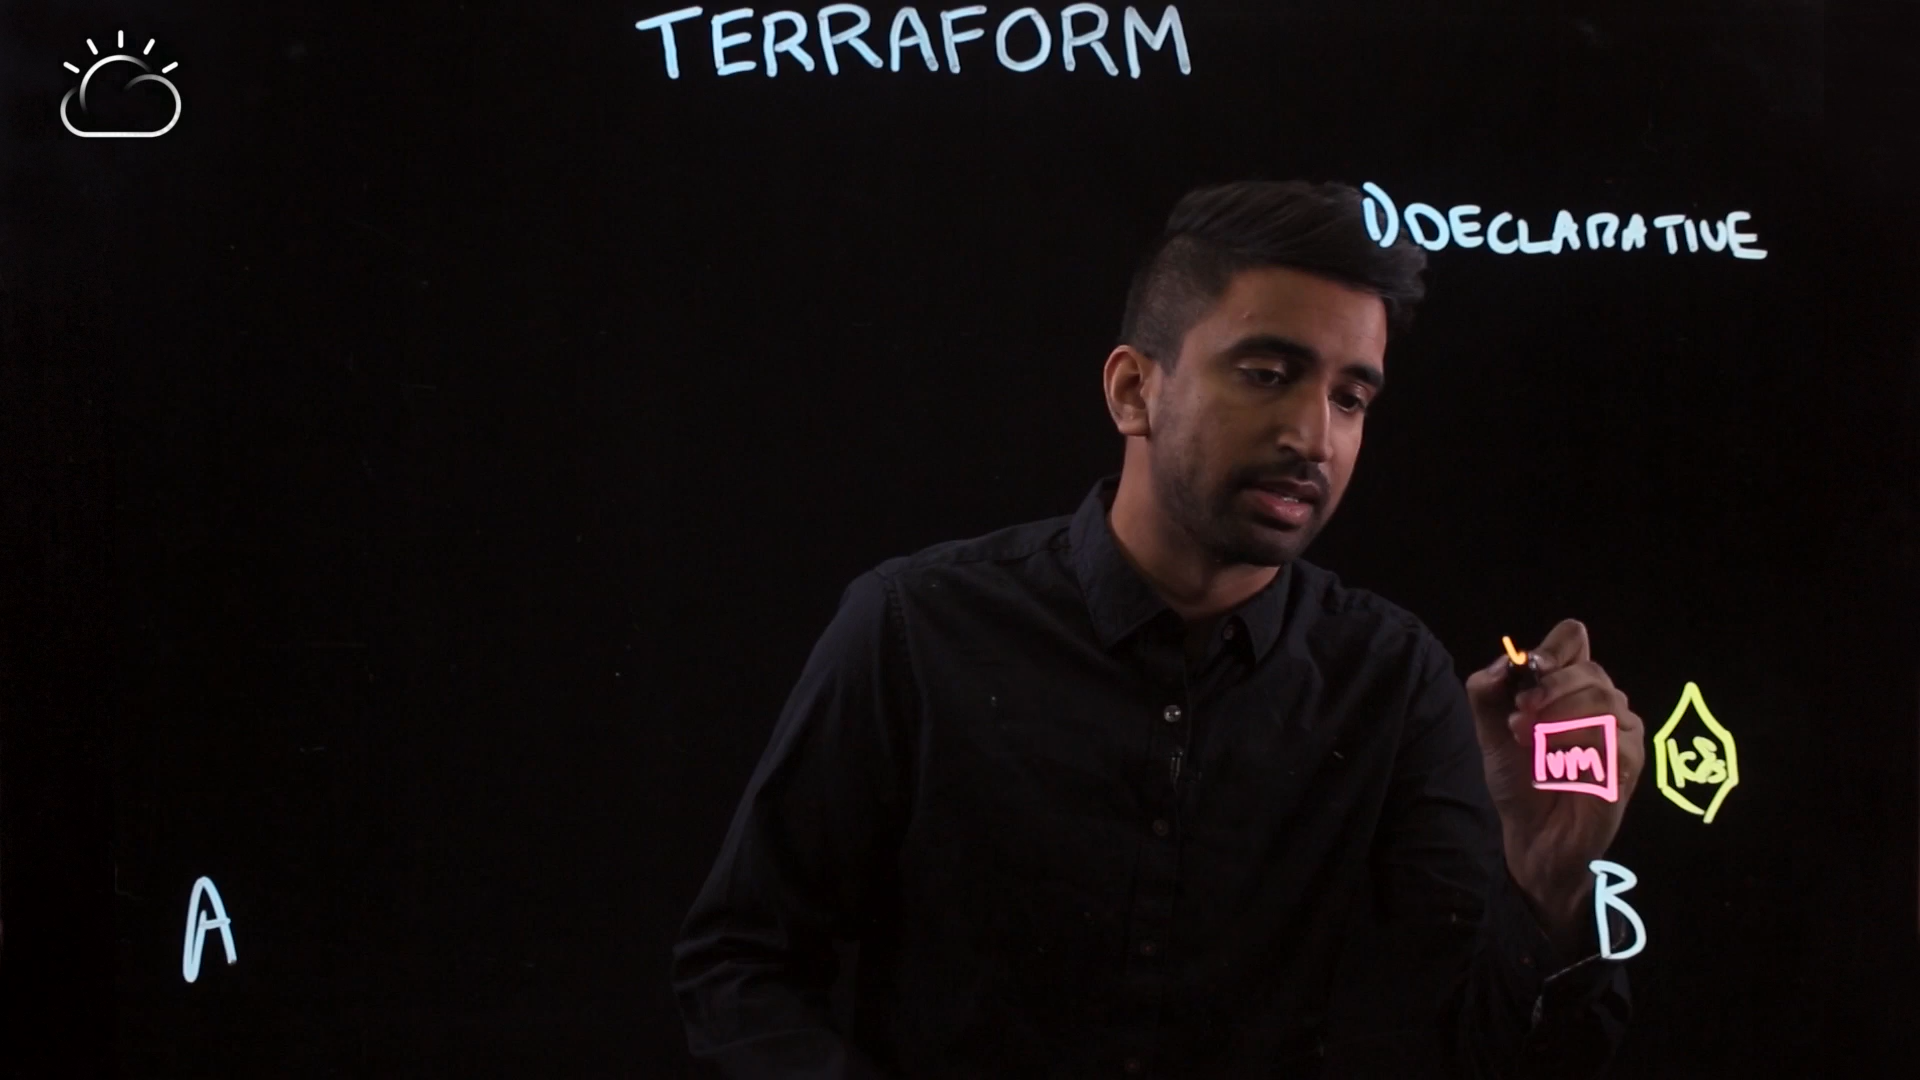 TERRAFORM
1) DECLARATIVE
VM
K8s
A
B